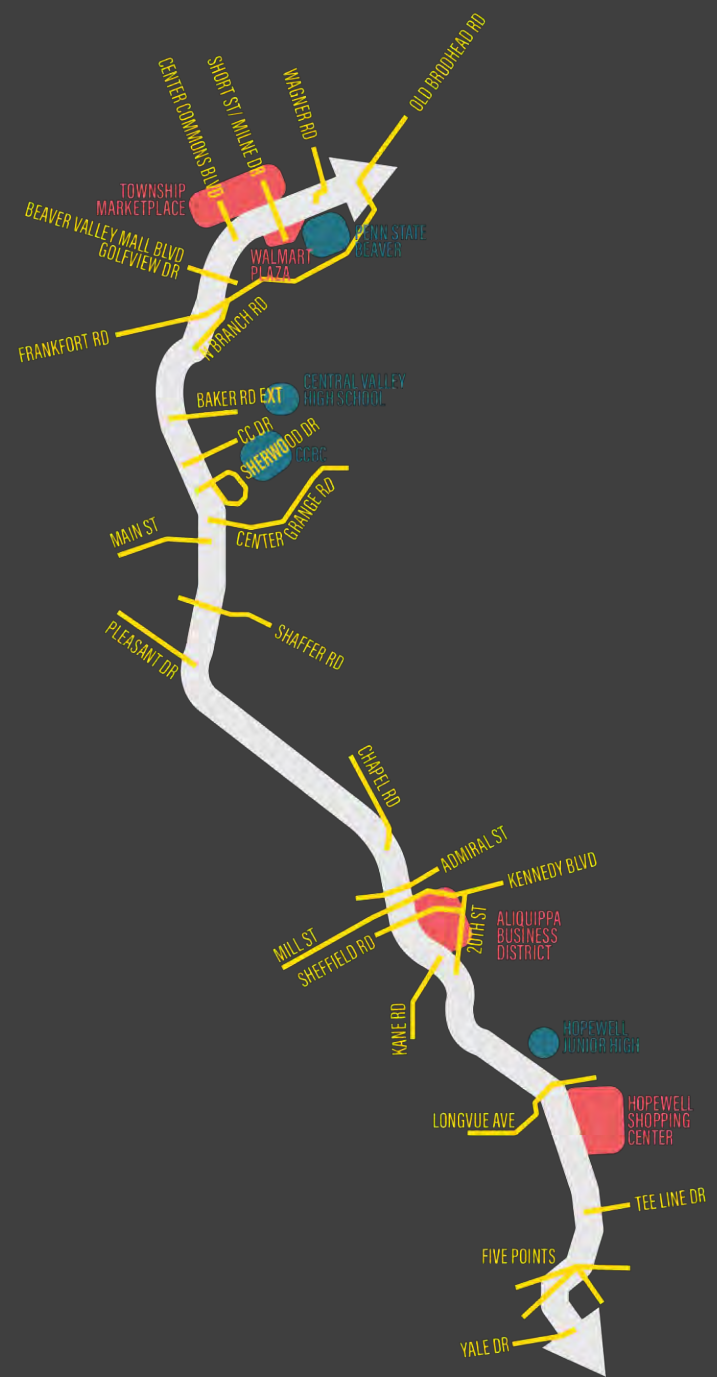 OLD BRODHEAD RD
WAGNER RD
SHORT ST/ MILNE DR
CENTER COMMONS BLVD
TOWNSHIP
MARKETPLACE
BEAVER VALLEY MALL BLVD
GOLFVIEW DR
PENN STATE
BEAVER
WALMART
PLAZA
FRANKFORT RD
N BRANCH RD
CENTRAL VALLEY
HIGH SCHOOL
BAKER RD EXT
CC DR
SHERWOOD DR
CCBC
CENTER GRANGE RD
MAIN ST
SHAFFER RD
PLEASANT DR
CHAPEL RD
ADMIRAL ST
KENNEDY BLVD
ALIQUIPPA
BUSINESS
DISTRICT
20TH ST
MILL ST
SHEFFIELD RD
KANE RD
HOPEWELL
JUNIOR HIGH
LONGVUE AVE
HOPEWELL
SHOPPING
CENTER
TEE LINE DR
FIVE POINTS
YALE DR